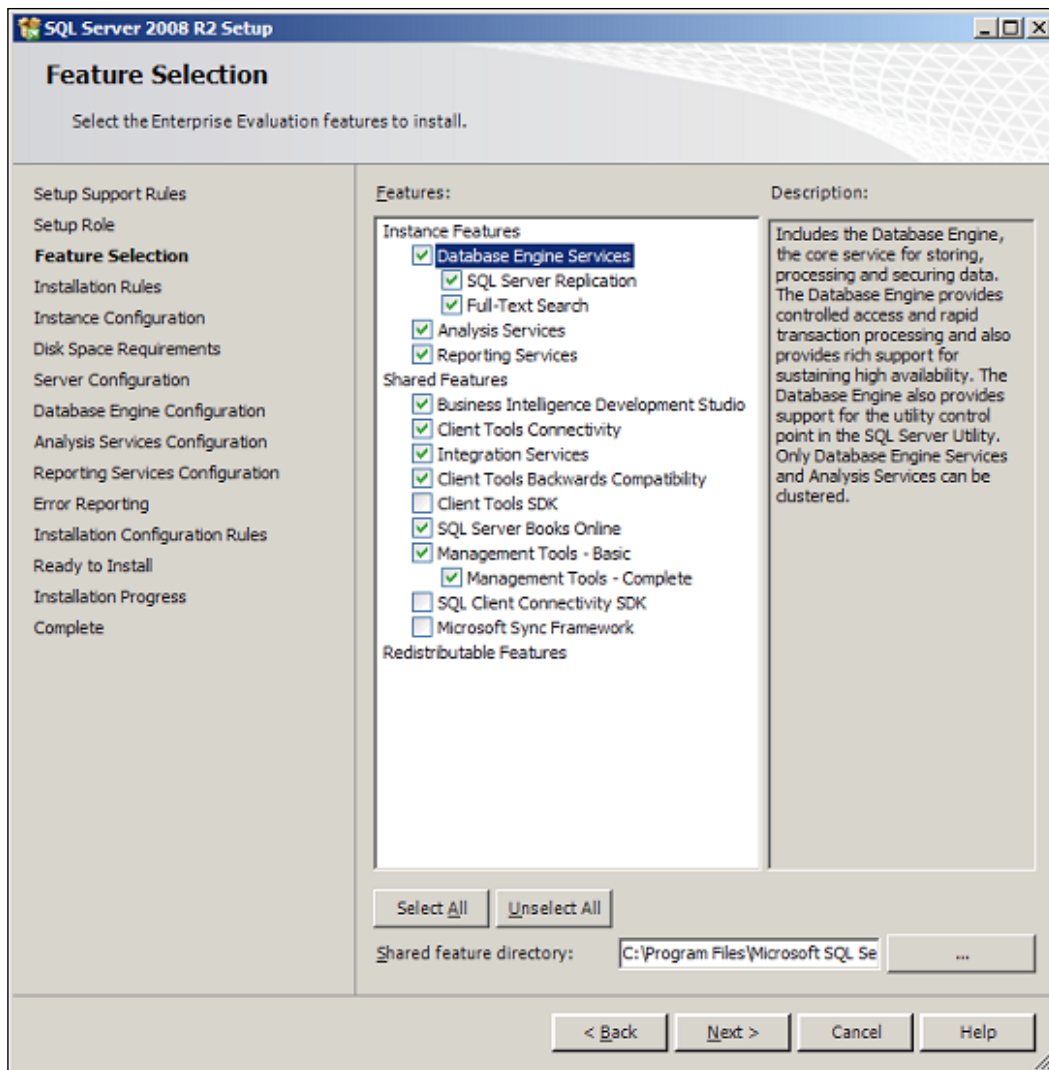 SQL Server 2008 R2 Setup
Feature Selection
Select the Enterprise Evaluation features to install.
Setup Support Rules
Setup Role
Feature Selection
Installation Rules
Instance Configuration
Disk Space Requirements
Server Configuration
Database Engine Configuration
Analysis Services Configuration
Reporting Services Configuration
Error Reporting
Installation Configuration Rules
Ready to Install
Installation Progress
Complete
Features:
Instance Features
Database Engine Services
SQL Server Replication
Full-Text Search
Analysis Services
Reporting Services
Shared Features
Business Intelligence Development Studio
Client Tools Connectivity
Integration Services
Client Tools Backwards Compatibility
Client Tools SDK
SQL Server Books Online
Management Tools - Basic
Management Tools - Complete
SQL Client Connectivity SDK
Microsoft Sync Framework
Redistributable Features
Description:
Includes the Database Engine,
the core service for storing,
processing and securing data.
The Database Engine provides
controlled access and rapid
transaction processing and also
provides rich support for
sustaining high availability. The
Database Engine also provides
support for the utility control
point in the SQL Server Utility.
Only Database Engine Services
and Analysis Services can be
clustered.
Select All
Unselect All
Shared feature directory:
C:\Program Files\Microsoft SQL Se
...
< Back
Next >
Cancel
Help